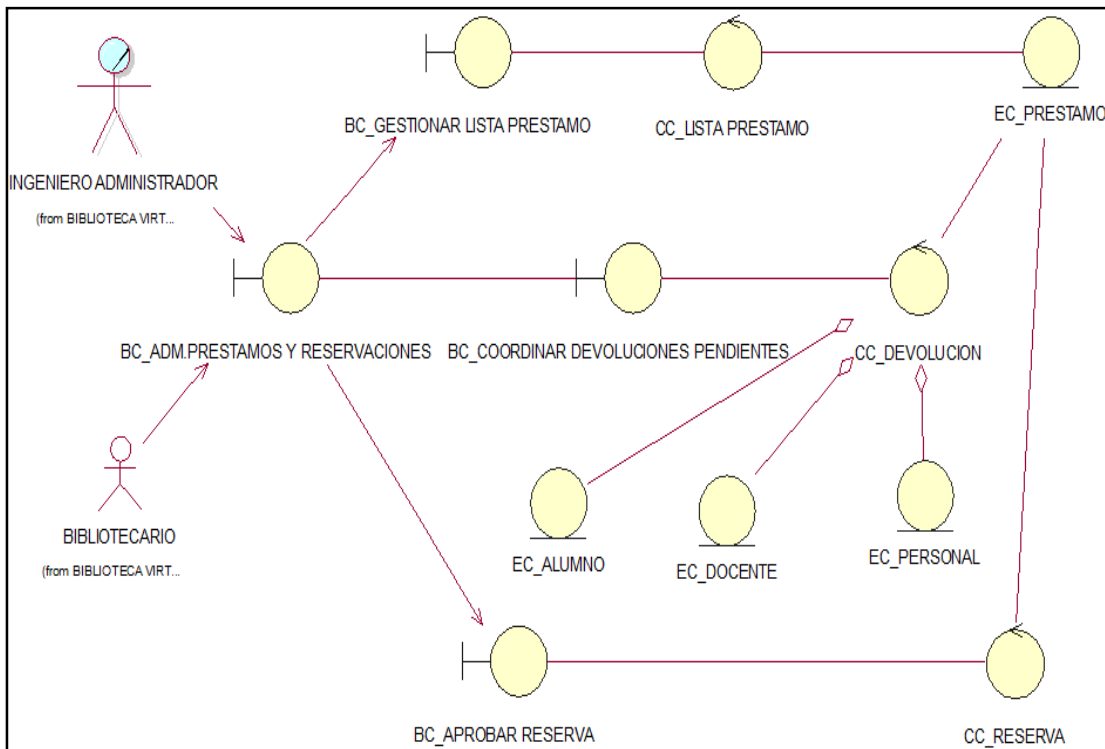 BC_GESTIONAR LISTA PRESTAMO
CC_LISTA PRESTAMO
EC_PRESTAMO
INGENIERO ADMINISTRADOR
(from BIBLIOTECA VIRT...
BC_ADM.PRESTAMOS Y RESERVACIONES
BC_COORDINAR DEVOLUCIONES PENDIENTES
CC_DEVOLUCION
BIBLIOTECARIO
(from BIBLIOTECA VIRT...
EC_ALUMNO
EC_DOCENTE
EC_PERSONAL
BC_APROBAR RESERVA
CC_RESERVA